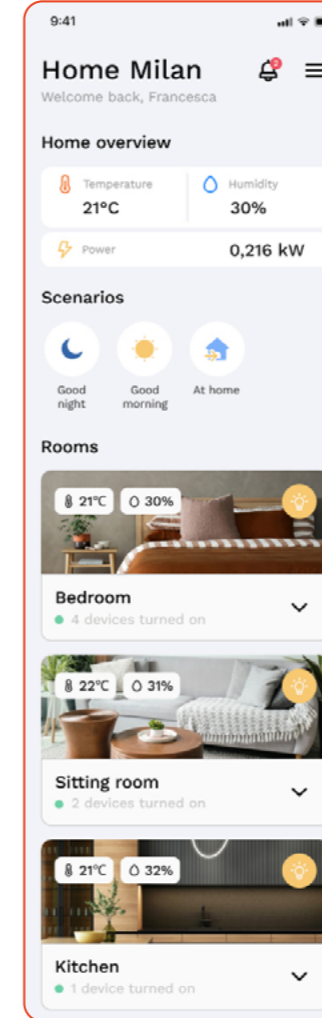 9:41
Home Milan
2
Welcome back, Francesca
Home overview
Temperature
21°C
Humidity
30%
Power
0,216 kW
Scenarios
Good
night
Good
morning
At home
Rooms
21°C
30%
Bedroom
4 devices turned on
22°C
31%
Sitting room
2 devices turned on
21°C
32%
Kitchen
1 device turned on